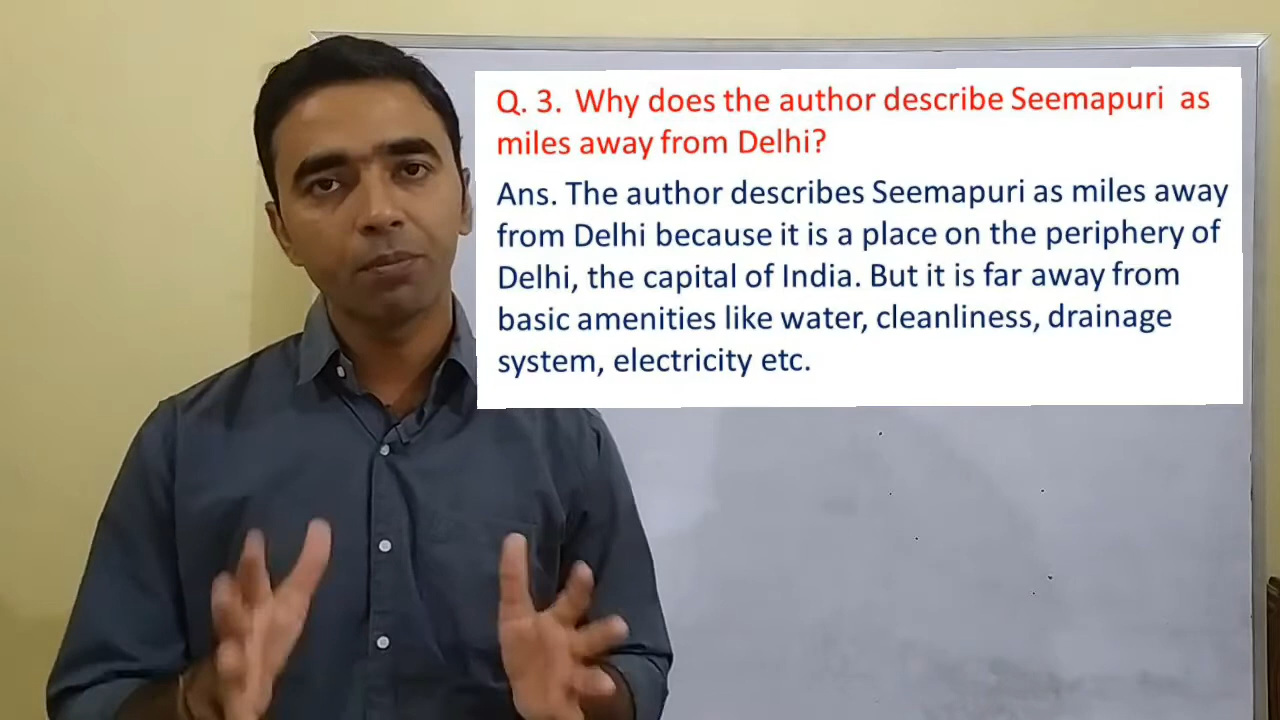 Q. 3. Why does the author describe Seemapuri as
miles away from Delhi?
Ans. The author describes Seemapuri as miles away
from Delhi because it is a place on the periphery of
Delhi, the capital of India. But it is far away from
basic amenities like water, cleanliness, drainage
system, electricity etc.